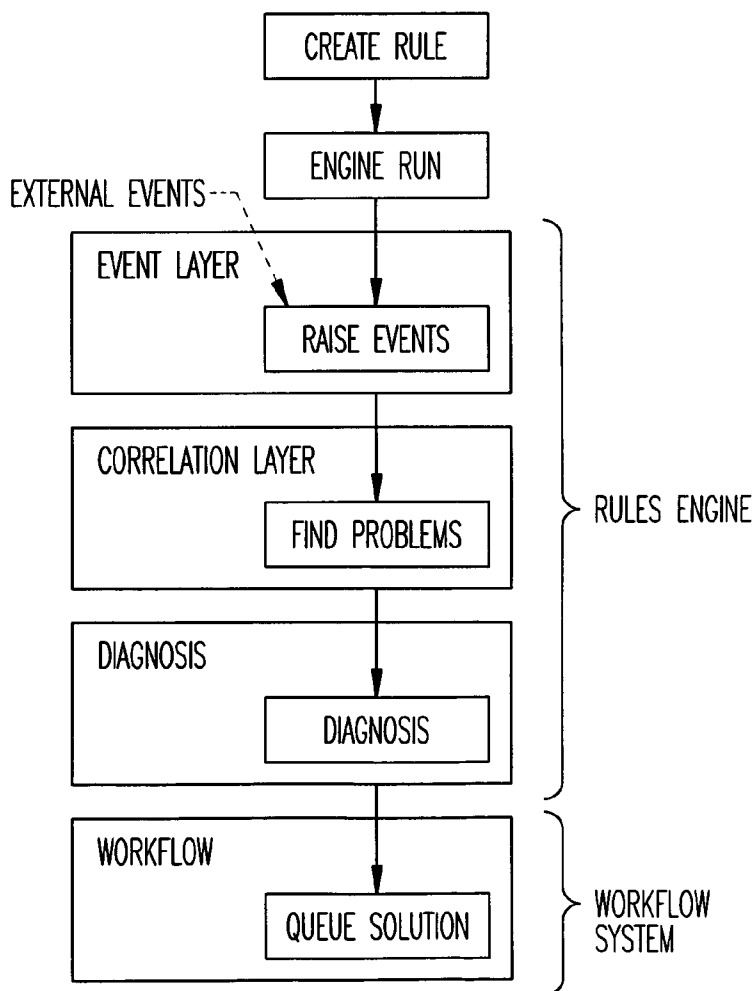 CREATE RULE
ENGINE RUN
EXTERNAL EVENTS
EVENT LAYER
RAISE EVENTS
CORRELATION LAYER
FIND PROBLEMS
RULES ENGINE
DIAGNOSIS
DIAGNOSIS
WORKFLOW
QUEUE SOLUTION
WORKFLOW
SYSTEM